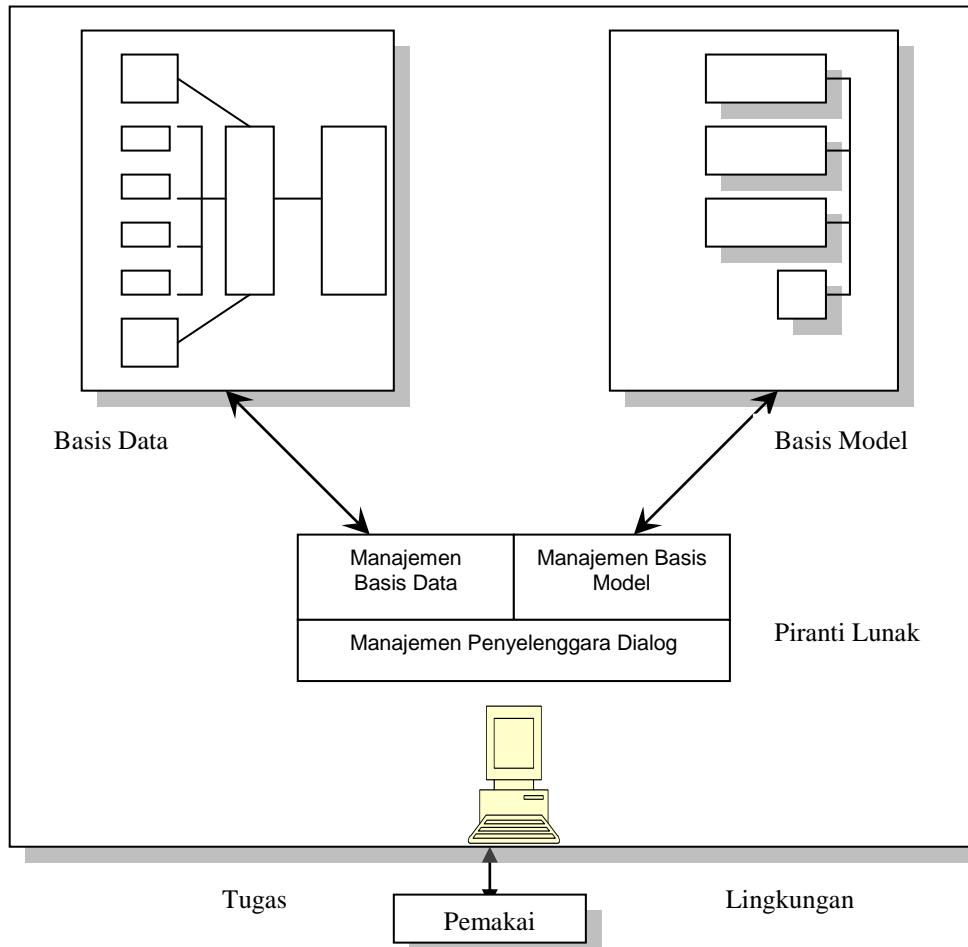 Basis Data
Basis Model
Manajemen
Basis Data
Manajemen Basis
Model
Piranti Lunak
Manajemen Penyelenggara Dialog
Tugas
Lingkungan
Pemakai